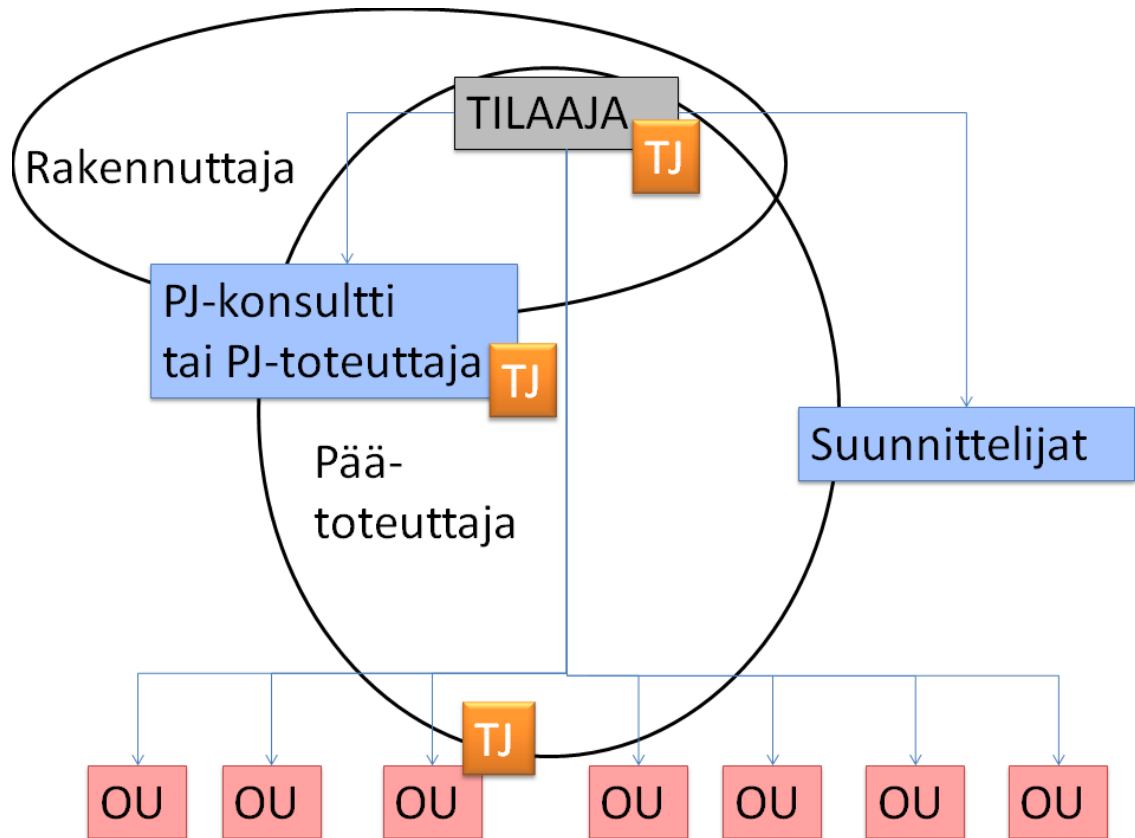 TILAAJA
TJ
Rakennuttaja
PJ-konsultti
tai PJ-toteuttaja
TJ
Suunnittelijat
Pää-
toteuttaja
TJ
OU
OU
OU
OU
OU
OU
OU